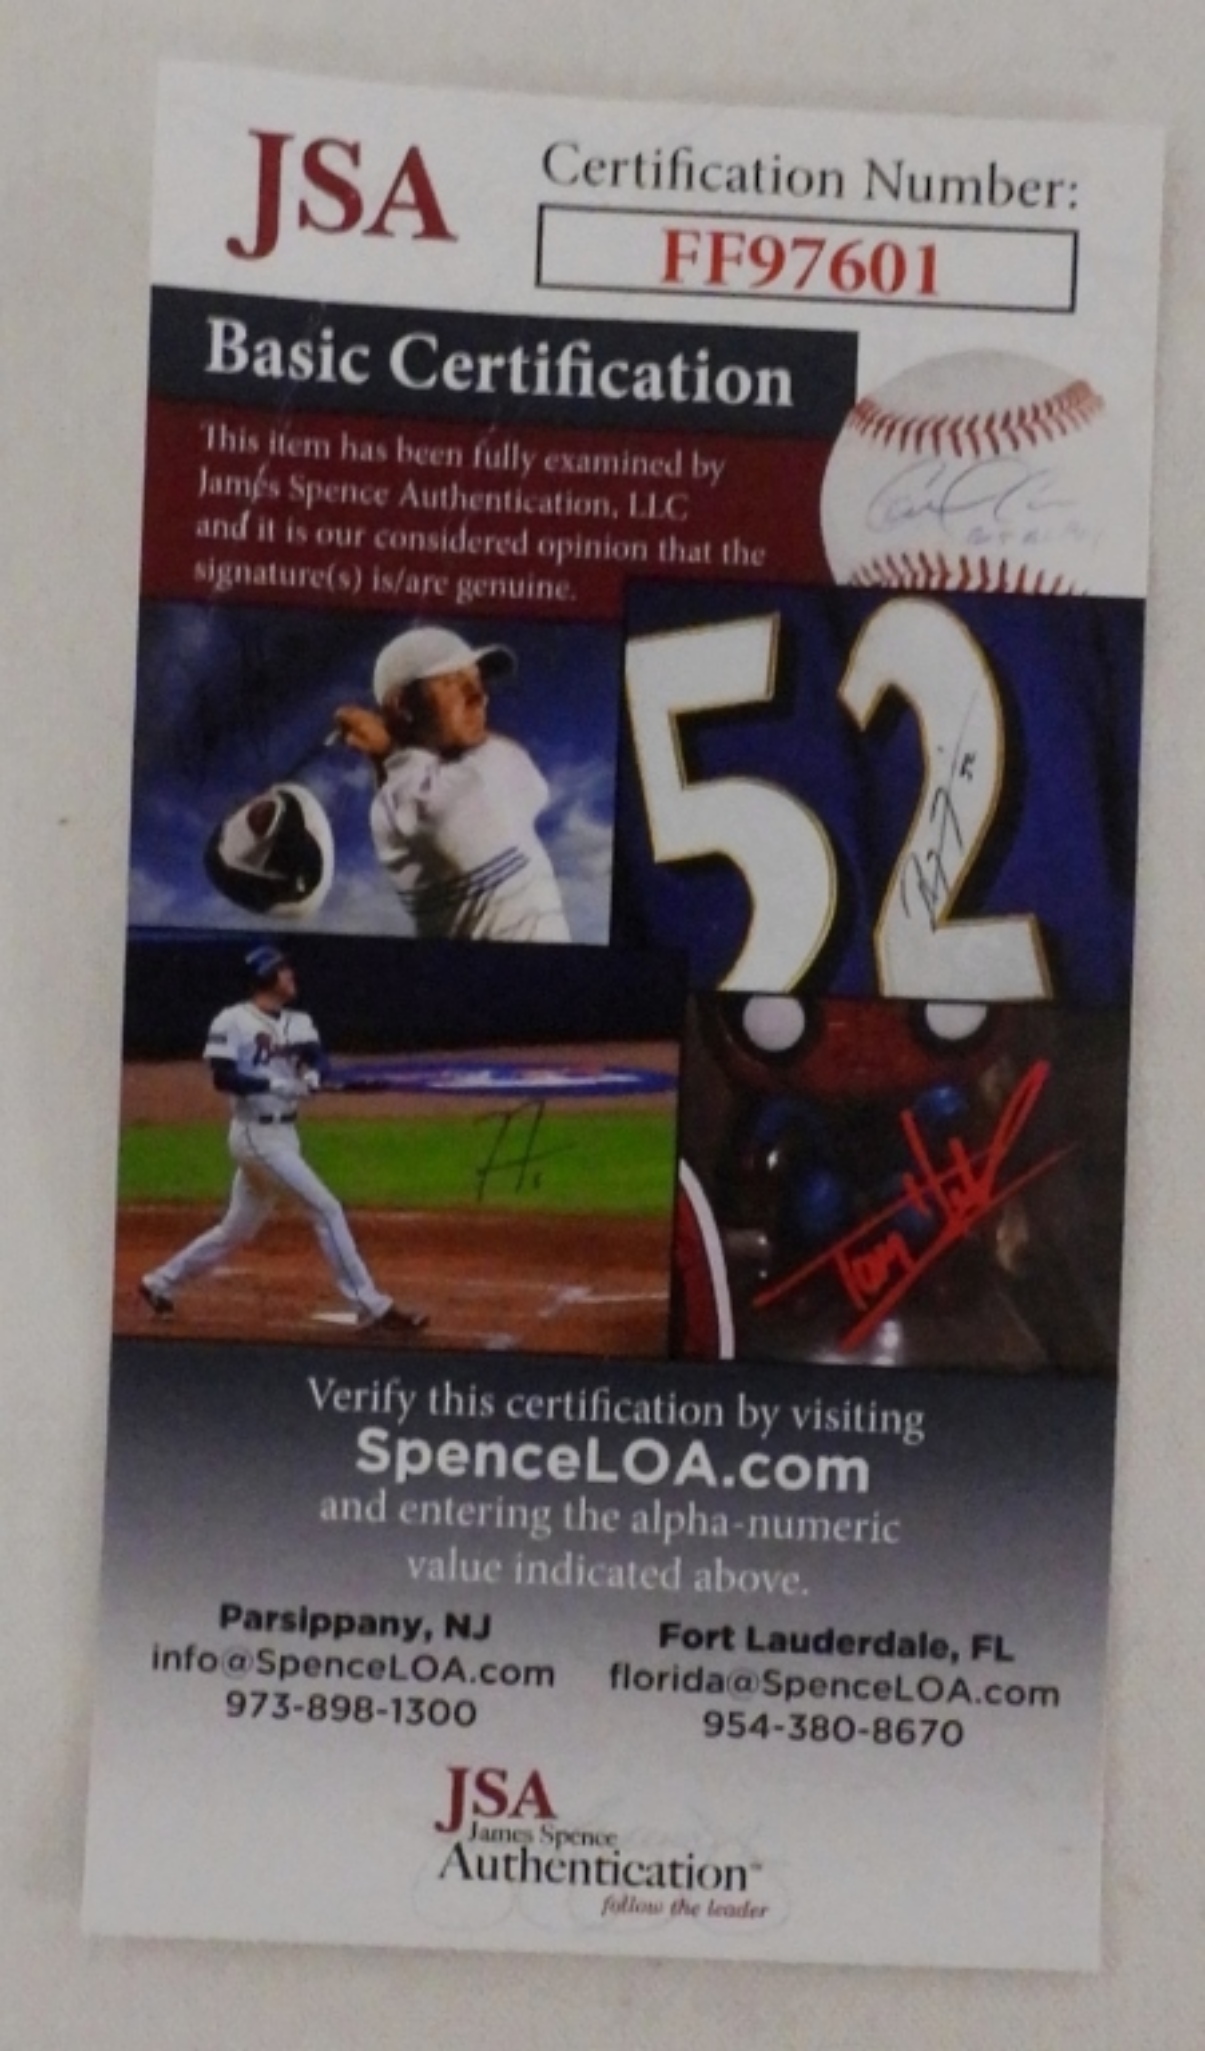 JSA
Certification Number:
FF97601
Basic Certification
This item has been fully examined by
James Spence Authentication, LLC
and it is our considered opinion that the
signature(s) is/are genuine.
52
Tony Hawk
Verify this certification by visiting
SpenceLOA.com
and entering the alpha-numeric
value indicated above.
Parsippany, NJ
info@SpenceLOA.com
973-898-1300
Fort Lauderdale, FL
florida@SpenceLOA.com
954-380-8670
JSA
James Spence
Authentication™
follow the leader